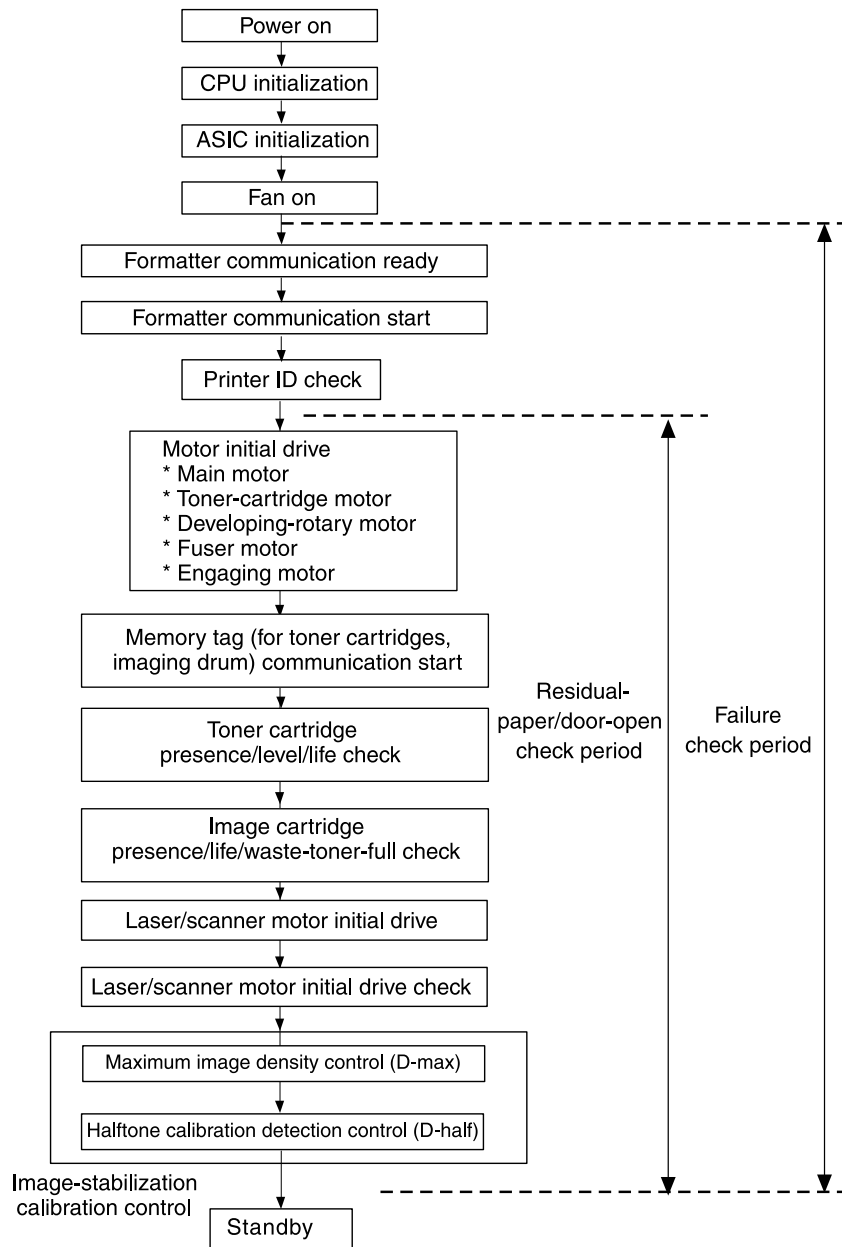 Power on
CPU initialization
ASIC initialization
Fan on
Formatter communication ready
Formatter communication start
Printer ID check
Motor initial drive
* Main motor
* Toner-cartridge motor
* Developing-rotary motor
* Fuser motor
* Engaging motor
Memory tag (for toner cartridges,
imaging drum) communication start
Toner cartridge
presence/level/life check
Image cartridge
presence/life/waste-toner-full check
Laser/scanner motor initial drive
Laser/scanner motor initial drive check
Maximum image density control (D-max)
Halftone calibration detection control (D-half)
Image-stabilization
calibration control
Standby
Residual-
paper/door-open
check period
Failure
check period